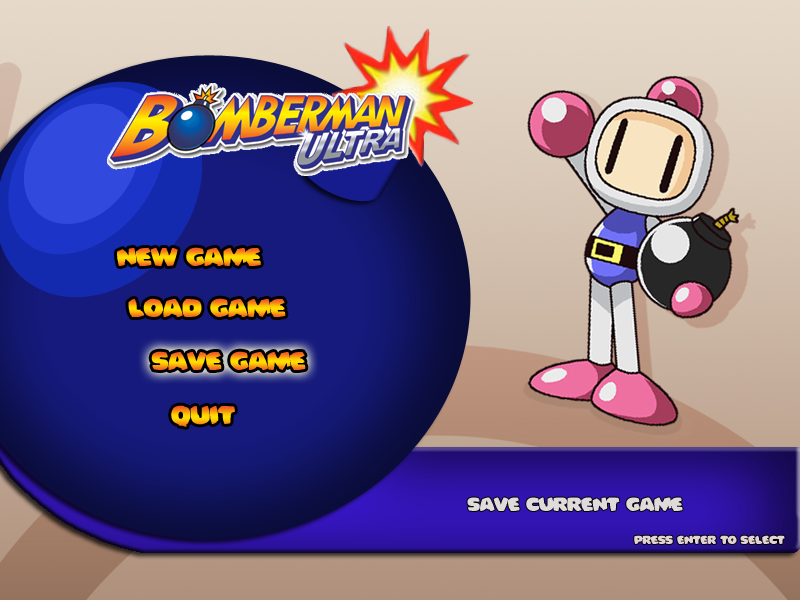 BOMBERMAN
ULTRA
NEW GAME
LOAD GAME
SAVE GAME
QUIT
SAVE CURRENT GAME
PRESS ENTER TO SELECT